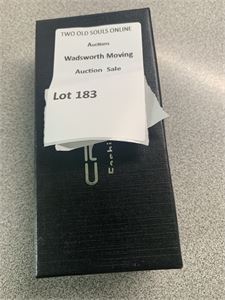 TWO OLD SOULS ONLINE
Auctions
Wadsworth Moving
Auction Sale
Lot 183